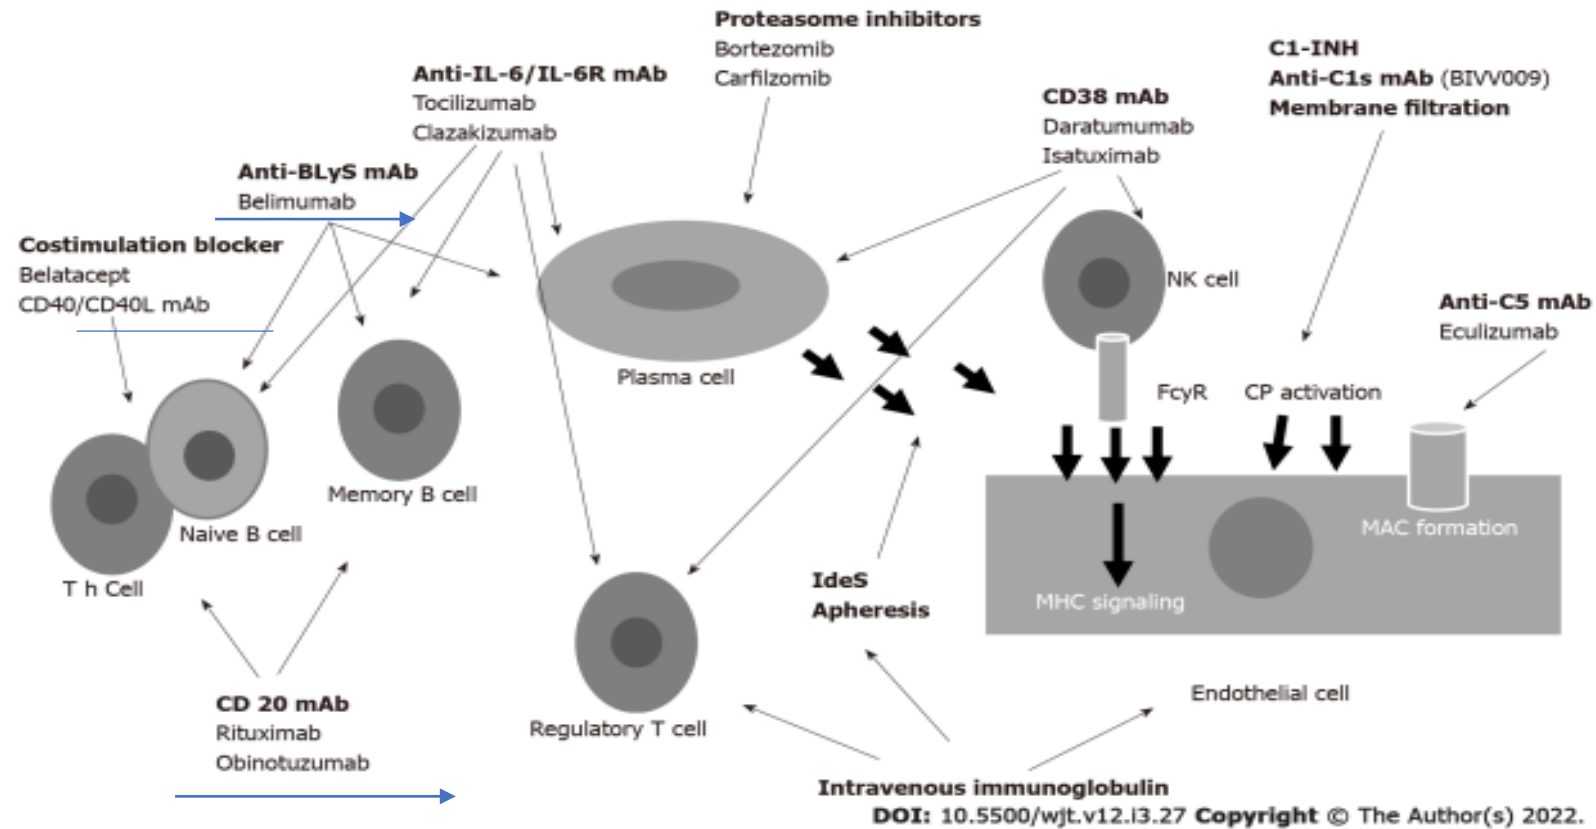 Proteasome inhibitors
Bortezomib
Carfilzomib
Anti-IL-6/IL-6R mAb
Tocilizumab
Clazakizumab
C1-INH
Anti-C1s mAb (BIVV009)
Membrane filtration
CD38 mAb
Daratumumab
Isatuximab
Anti-BLyS mAb
Belimumab
Costimulation blocker
Belatacept
CD40/CD40L mAb
NK cell
Anti-C5 mAb
Eculizumab
Plasma cell
FcyR
CP activation
Memory B cell
Naive B cell
T h Cell
MAC formation
MHC signaling
IdeS
Apheresis
Endothelial cell
CD 20 mAb
Rituximab
Obinotuzumab
Regulatory T cell
Intravenous immunoglobulin
DOI: 10.5500/wjt.v12.i3.27 Copyright © The Author(s) 2022.